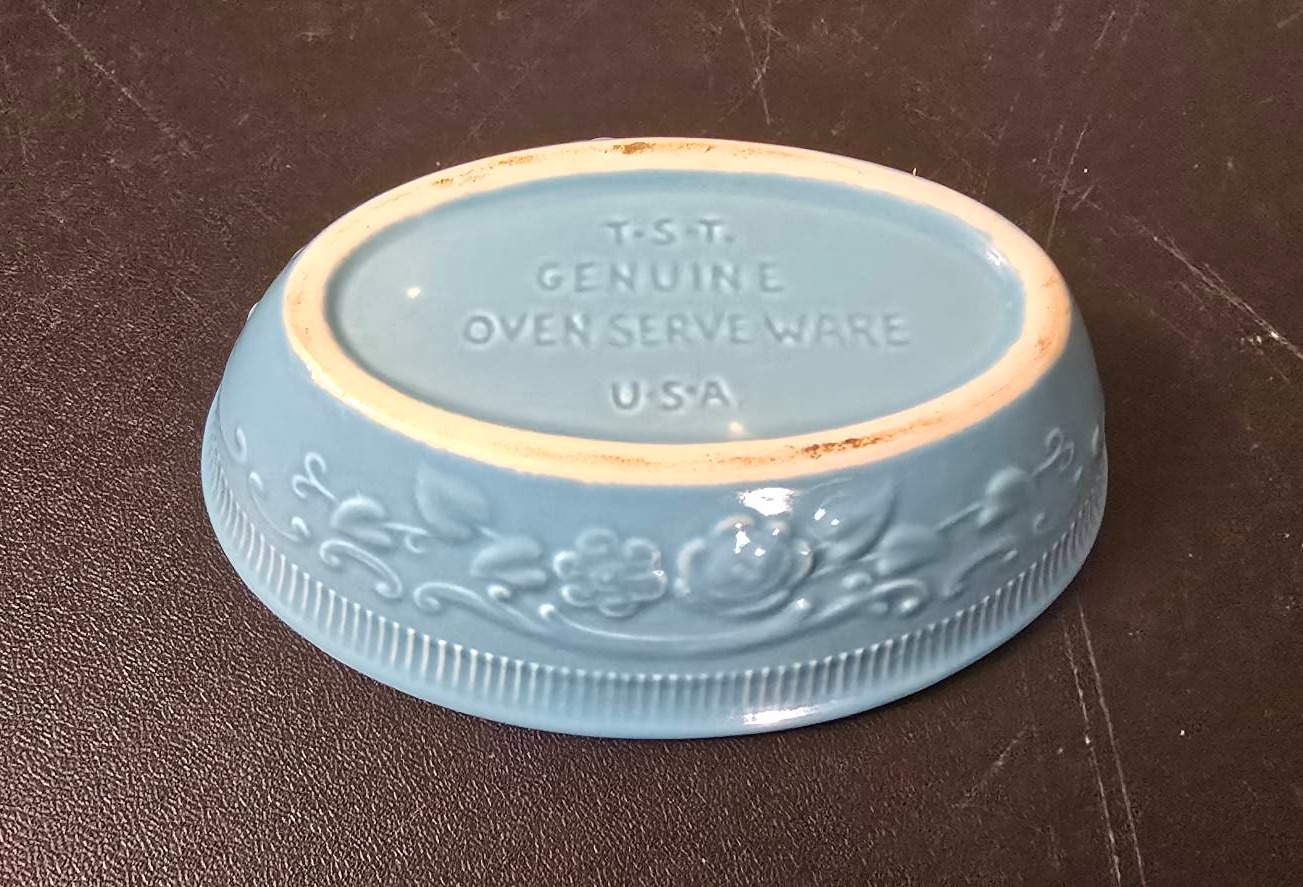 T·S·T.
GENUINE
OVEN SERVE WARE
U·S·A.